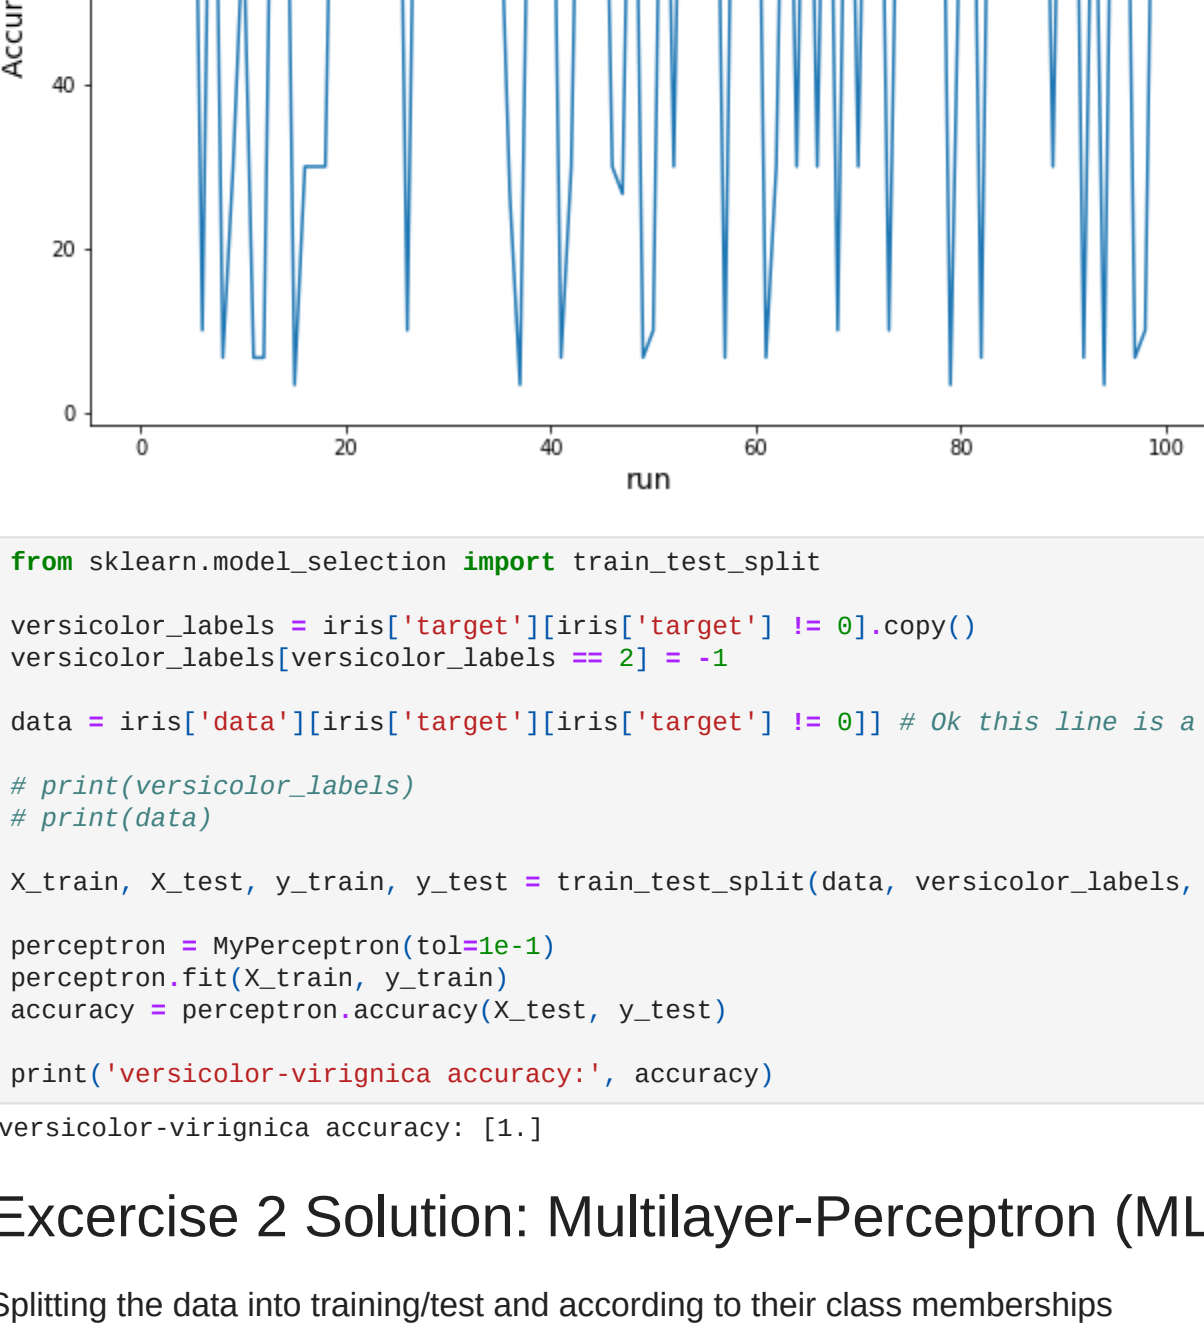 Accur
40
20
0
0 20 40 60 80 100
run
from sklearn.model_selection import train_test_split
versicolor_labels = iris['target'][iris['target'] != 0].copy()
versicolor_labels[versicolor_labels == 2] = -1
data = iris['data'][iris['target'][iris['target'] != 0]] # Ok this line is a
# print(versicolor_labels)
# print(data)
X_train, X_test, y_train, y_test = train_test_split(data, versicolor_labels,
perceptron = MyPerceptron(tol=1e-1)
perceptron.fit(X_train, y_train)
accuracy = perceptron.accuracy(X_test, y_test)
print('versicolor-virignica accuracy:', accuracy)
versicolor-virignica accuracy: [1.]
Excercise 2 Solution: Multilayer-Perceptron (ML
Splitting the data into training/test and according to their class memberships